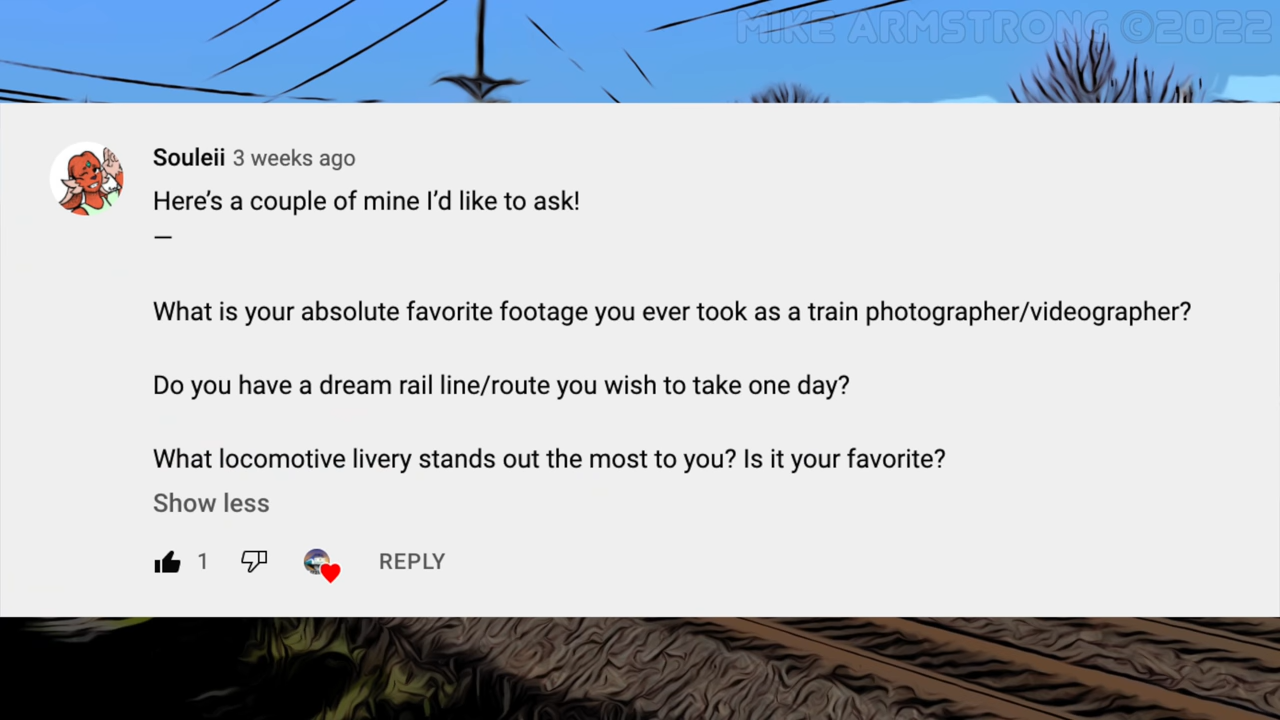 MIKE ARMSTRONG ©2022
Souleii 3 weeks ago
Here’s a couple of mine I’d like to ask!
—
What is your absolute favorite footage you ever took as a train photographer/videographer?
Do you have a dream rail line/route you wish to take one day?
What locomotive livery stands out the most to you? Is it your favorite?
Show less
1 REPLY